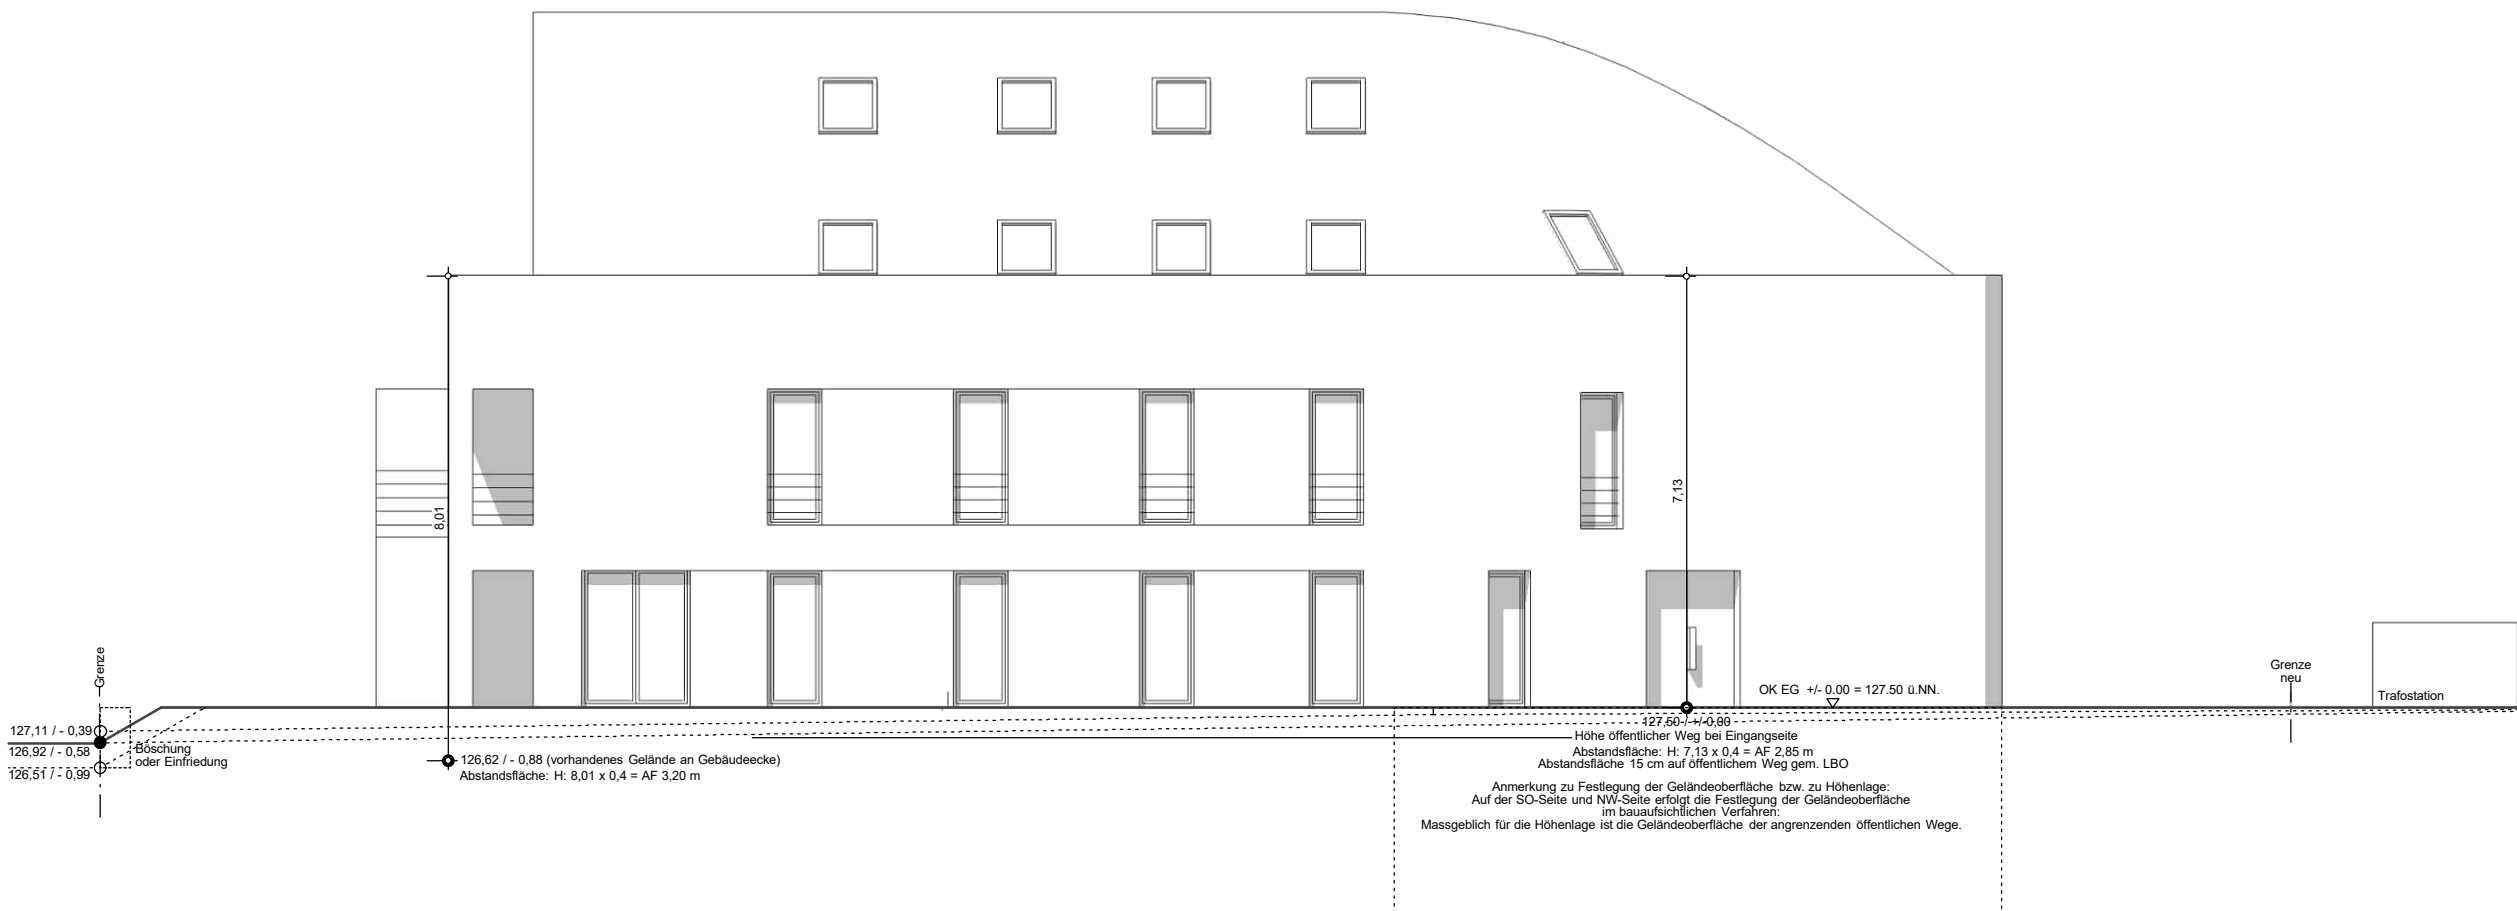 8,01
7,13
Grenze
127,11 / - 0,39
126,92 / - 0,58
126,51 / - 0,99
Böschung
oder Einfriedung
126,62 / - 0,88 (vorhandenes Gelände an Gebäudeecke)
Abstandsfläche: H: 8,01 x 0,4 = AF 3,20 m
OK EG +/- 0.00 = 127.50 ü.NN.
127,50 / +/-0,00
Höhe öffentlicher Weg bei Eingangseite
Abstandsfläche: H: 7,13 x 0,4 = AF 2,85 m
Abstandsfläche 15 cm auf öffentlichem Weg gem. LBO
Anmerkung zu Festlegung der Geländeoberfläche bzw. zu Höhenlage:
Auf der SO-Seite und NW-Seite erfolgt die Festlegung der Geländeoberfläche
im bauaufsichtlichen Verfahren:
Massgeblich für die Höhenlage ist die Geländeoberfläche der angrenzenden öffentlichen Wege.
Grenze
neu
Trafostation